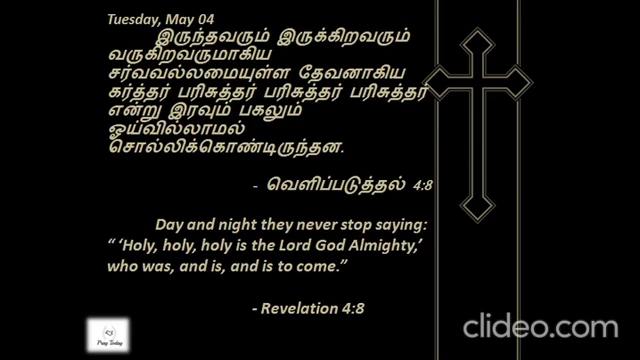 Tuesday, May 04
இருந்தவரும் இருக்கிறவரும்
வருகிறவருமாகிய
சர்வவல்லமையுள்ள தேவனாகிய
கர்த்தர் பரிசுத்தர் பரிசுத்தர் பரிசுத்தர்
என்று இரவும் பகலும்
ஓய்வில்லாமல்
சொல்லிக்கொண்டிருந்தன.
- வெளிப்படுத்தல் 4:8
Day and night they never stop saying:
“ ‘Holy, holy, holy is the Lord God Almighty,’
who was, and is, and is to come.”
- Revelation 4:8
Pray Today
clideo.com